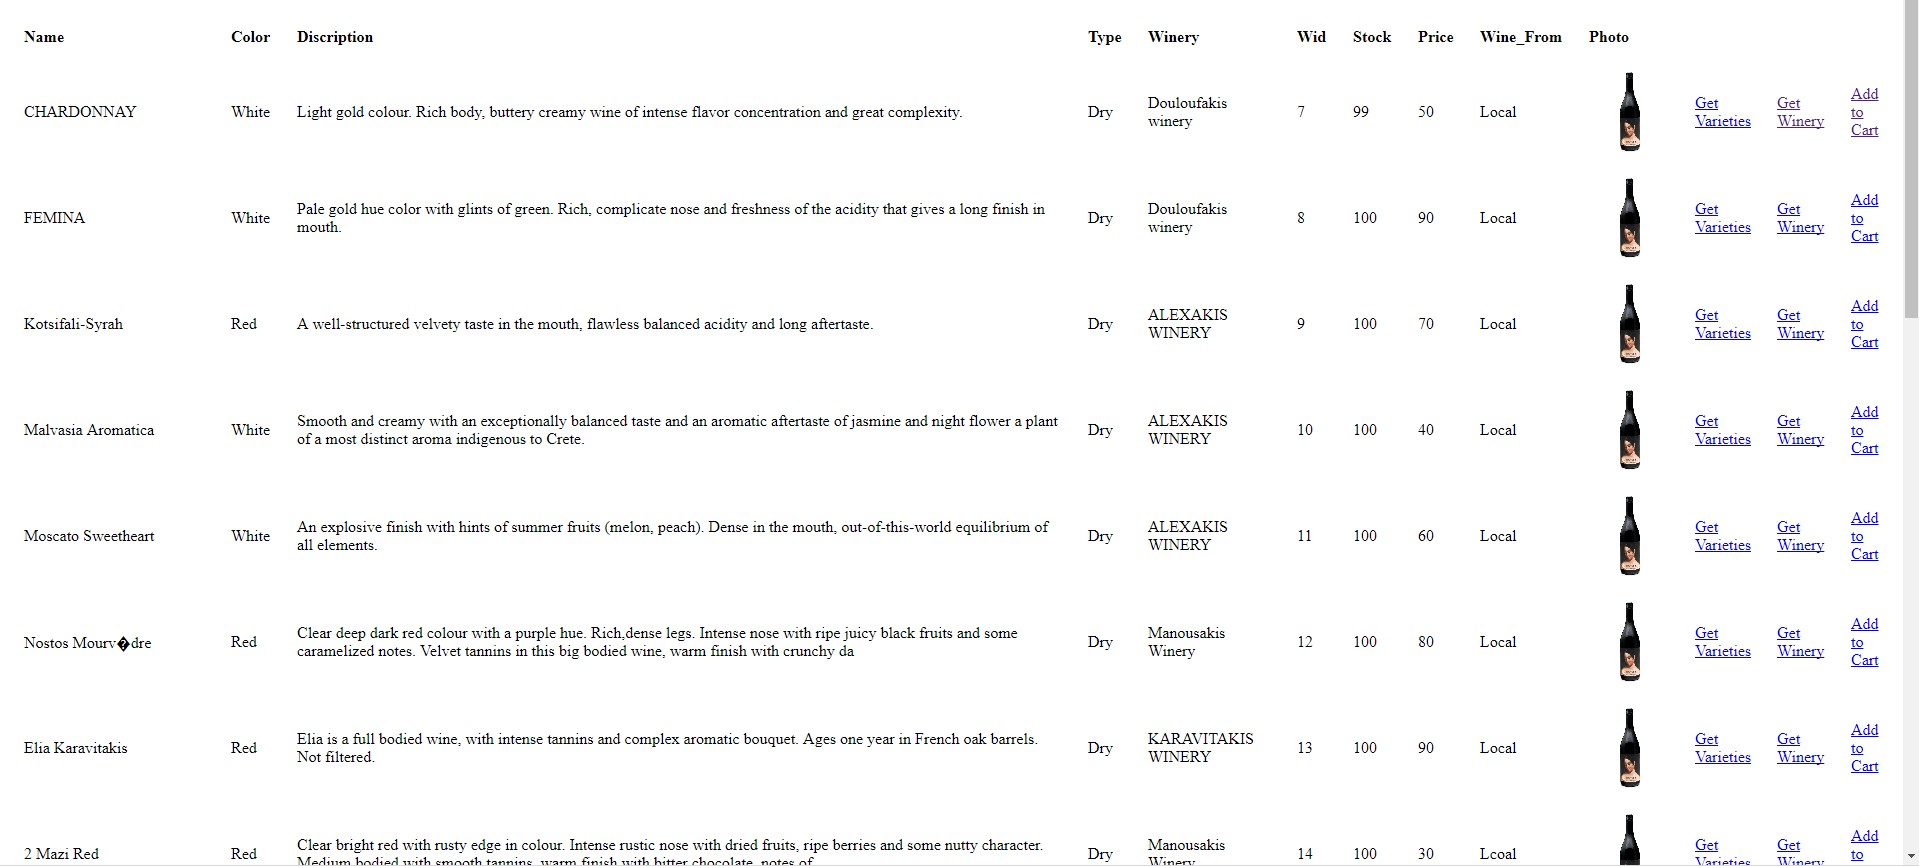 Name Color Discription Type Winery Wid Stock Price Wine_From Photo
CHARDONNAY White Light gold colour. Rich body, buttery creamy wine of intense flavor concentration and great complexity. Dry Douloufakis winery 7 99 50 Local Get Varieties Get Winery Add to Cart
FEMINA White Pale gold hue color with glints of green. Rich, complicate nose and freshness of the acidity that gives a long finish in mouth. Dry Douloufakis winery 8 100 90 Local Get Varieties Get Winery Add to Cart
Kotsifali-Syrah Red A well-structured velvety taste in the mouth, flawless balanced acidity and long aftertaste. Dry ALEXAKIS WINERY 9 100 70 Local Get Varieties Get Winery Add to Cart
Malvasia Aromatica White Smooth and creamy with an exceptionally balanced taste and an aromatic aftertaste of jasmine and night flower a plant of a most distinct aroma indigenous to Crete. Dry ALEXAKIS WINERY 10 100 40 Local Get Varieties Get Winery Add to Cart
Moscato Sweetheart White An explosive finish with hints of summer fruits (melon, peach). Dense in the mouth, out-of-this-world equilibrium of all elements. Dry ALEXAKIS WINERY 11 100 60 Local Get Varieties Get Winery Add to Cart
Nostos Mourv�dre Red Clear deep dark red colour with a purple hue. Rich,dense legs. Intense nose with ripe juicy black fruits and some caramelized notes. Velvet tannins in this big bodied wine, warm finish with crunchy da Dry Manousakis Winery 12 100 80 Local Get Varieties Get Winery Add to Cart
Elia Karavitakis Red Elia is a full bodied wine, with intense tannins and complex aromatic bouquet. Ages one year in French oak barrels. Not filtered. Dry KARAVITAKIS WINERY 13 100 90 Local Get Varieties Get Winery Add to Cart
2 Mazi Red Red Clear bright red with rusty edge in colour. Intense rustic nose with dried fruits, ripe berries and some nutty character. Medium bodied with smooth tannins, warm finish with bitter chocolate, notes of Dry Manousakis Winery 14 100 30 Lcoal Get Varieties Get Winery Add to Cart